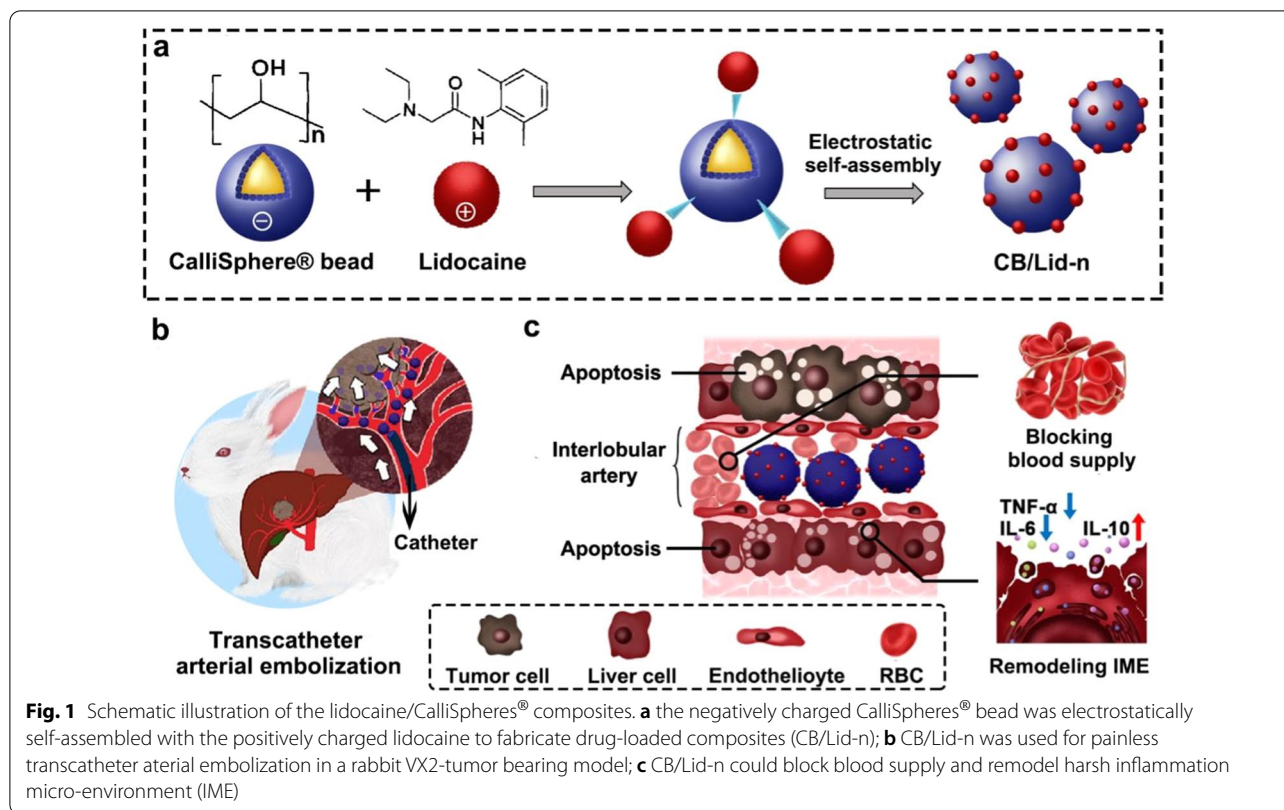 a
OH
n
N
O
N
H
⊖
+
⊕
CalliSphere® bead
Lidocaine
Electrostatic
self-assembly
CB/Lid-n
b
Catheter
Transcatheter
arterial embolization
c
Apoptosis
Interlobular
artery
Apoptosis
Blocking
blood supply
TNF-α
IL-6
IL-10
Remodeling IME
Tumor cell
Liver cell
Endothelioyte
RBC
Fig. 1 Schematic illustration of the lidocaine/CalliSpheres® composites. a the negatively charged CalliSpheres® bead was electrostatically
self-assembled with the positively charged lidocaine to fabricate drug-loaded composites (CB/Lid-n); b CB/Lid-n was used for painless
transcatheter aterial embolization in a rabbit VX2-tumor bearing model; c CB/Lid-n could block blood supply and remodel harsh inflammation
micro-environment (IME)